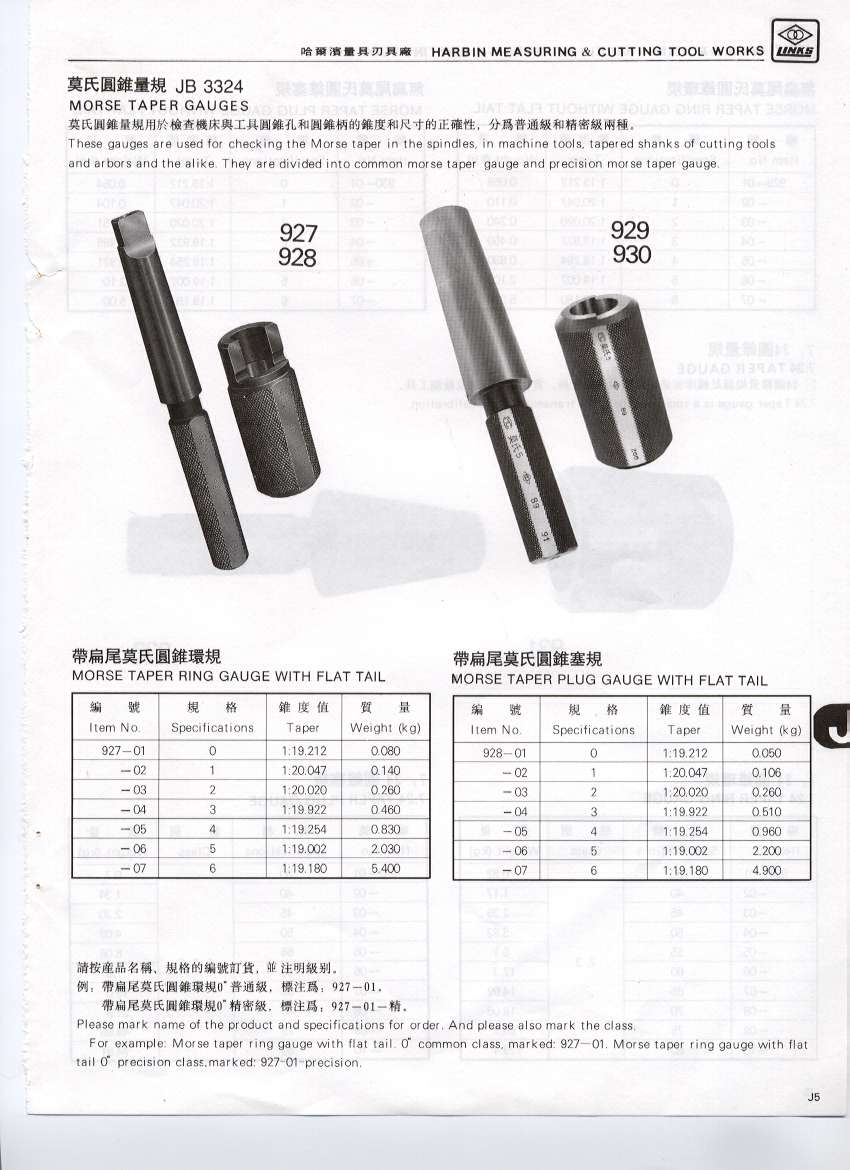 哈爾濱量具刃具廠 HARBIN MEASURING & CUTTING TOOL WORKS
LINKS
莫氏圓錐量規 JB 3324
MORSE TAPER GAUGES
莫氏圓錐量規用於檢查機床與工具圓錐孔和圓錐柄的錐度和尺寸的正確性，分爲普通級和精密級兩種。
These gauges are used for checking the Morse taper in the spindles, in machine tools, tapered shanks of cutting tools
and arbors and the alike. They are divided into common morse taper gauge and precision morse taper gauge.
927
928
929
930
莫氏5
89
莫氏5
89
91
帶扁尾莫氏圓錐環規
MORSE TAPER RING GAUGE WITH FLAT TAIL
編 號 規 格 錐度值 質 量
Item No. Specifications Taper Weight (kg)
927—01 0 1:19.212 0.080
—02 1 1:20.047 0.140
—03 2 1:20.020 0.260
—04 3 1:19.922 0.460
—05 4 1:19.254 0.830
—06 5 1:19.002 2.030
—07 6 1:19.180 5.400
帶扁尾莫氏圓錐塞規
MORSE TAPER PLUG GAUGE WITH FLAT TAIL
編 號 規 格 錐度值 質 量
Item No. Specifications Taper Weight (kg)
928—01 0 1:19.212 0.050
—02 1 1:20.047 0.106
—03 2 1:20.020 0.260
—04 3 1:19.922 0.510
—05 4 1:19.254 0.960
—06 5 1:19.002 2.200
—07 6 1:19.180 4.900
J
請按産品名稱、規格的編號訂貨，並注明級别。
例：帶扁尾莫氏圓錐環規0#普通級，標注爲：927—01。
帶扁尾莫氏圓錐環規0#精密級，標注爲：927—01—精。
Please mark name of the product and specifications for order. And please also mark the class.
For example: Morse taper ring gauge with flat tail. 0# common class, marked: 927—01. Morse taper ring gauge with flat
tail 0# precision class, marked: 927-01-precision.
J5